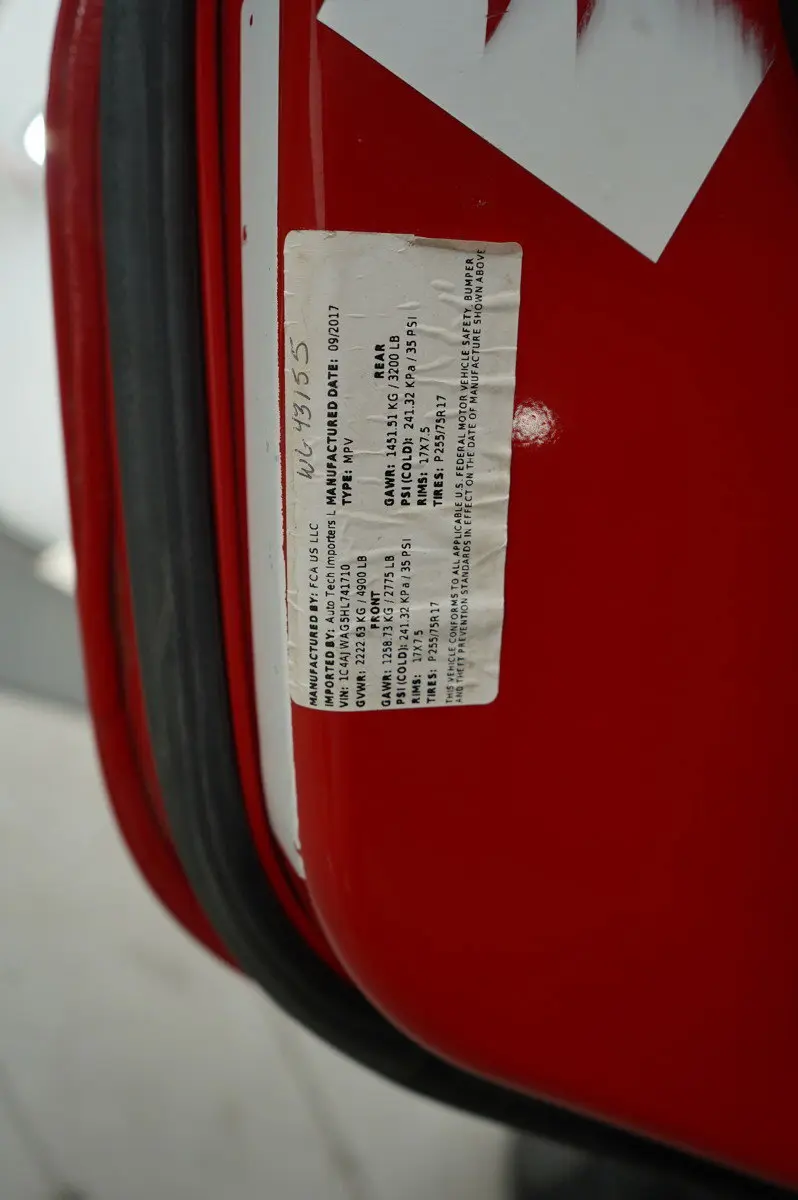 WG 43155
MANUFACTURED BY: FCA US LLC
IMPORTED BY: Auto Tech Importers L MANUFACTURED DATE: 09/2017
VIN: 1C4AJWAG5HL741710 TYPE: MPV
GVWR: 2222.63 KG / 4900 LB
FRONT REAR
GAWR: 1258.73 KG / 2775 LB GAWR: 1451.51 KG / 3200 LB
PSI (COLD): 241.32 KPa / 35 PSI PSI (COLD): 241.32 KPa / 35 PSI
RIMS: 17X7.5 RIMS: 17X7.5
TIRES: P255/75R17 TIRES: P255/75R17
THIS VEHICLE CONFORMS TO ALL APPLICABLE U.S. FEDERAL MOTOR VEHICLE SAFETY, BUMPER
AND THEFT PREVENTION STANDARDS IN EFFECT ON THE DATE OF MANUFACTURE SHOWN ABOVE